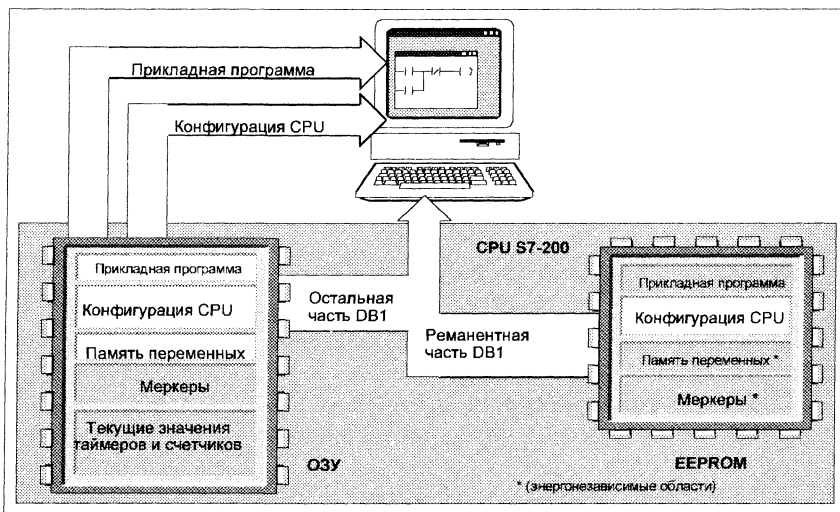 Прикладная программа
Конфигурация CPU
CPU S7-200
Прикладная программа
Конфигурация CPU
Память переменных
Меркеры
Текущие значения
таймеров и счетчиков
ОЗУ
Остальная
часть DB1
Реманентная
часть DB1
Прикладная программа
Конфигурация CPU
Память переменных *
Меркеры *
EEPROM
* (энергонезависимые области)